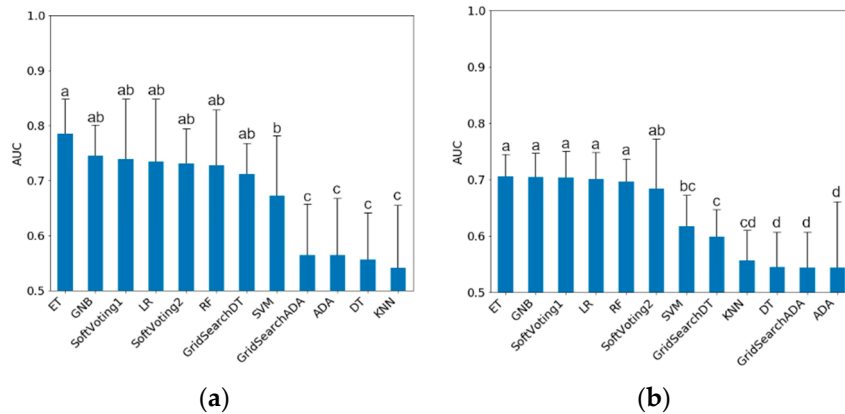 1.0
0.9
0.8
0.7
0.6
0.5
AUC
a
ab
ab
ab
ab
ab
ab
b
c
c
c
c
ET
GNB
SoftVoting1
LR
SoftVoting2
RF
GridSearchDT
SVM
GridSearchADA
ADA
DT
KNN
(a)
1.0
0.9
0.8
0.7
0.6
0.5
AUC
a
a
a
a
a
ab
bc
c
cd
d
d
d
ET
GNB
SoftVoting1
LR
RF
SoftVoting2
SVM
GridSearchDT
KNN
DT
GridSearchADA
ADA
(b)